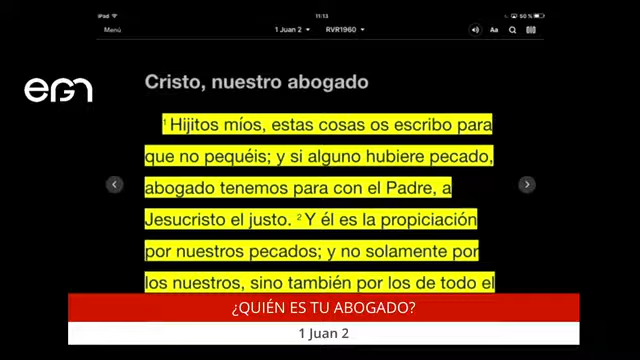 iPad 11:13 50 %
Menú 1 Juan 2 RVR1960 Aa
Cristo, nuestro abogado
1 Hijitos míos, estas cosas os escribo para
que no pequéis; y si alguno hubiere pecado,
abogado tenemos para con el Padre, a
Jesucristo el justo. 2 Y él es la propiciación
por nuestros pecados; y no solamente por
los nuestros, sino también por los de todo el
¿QUIÉN ES TU ABOGADO?
1 Juan 2